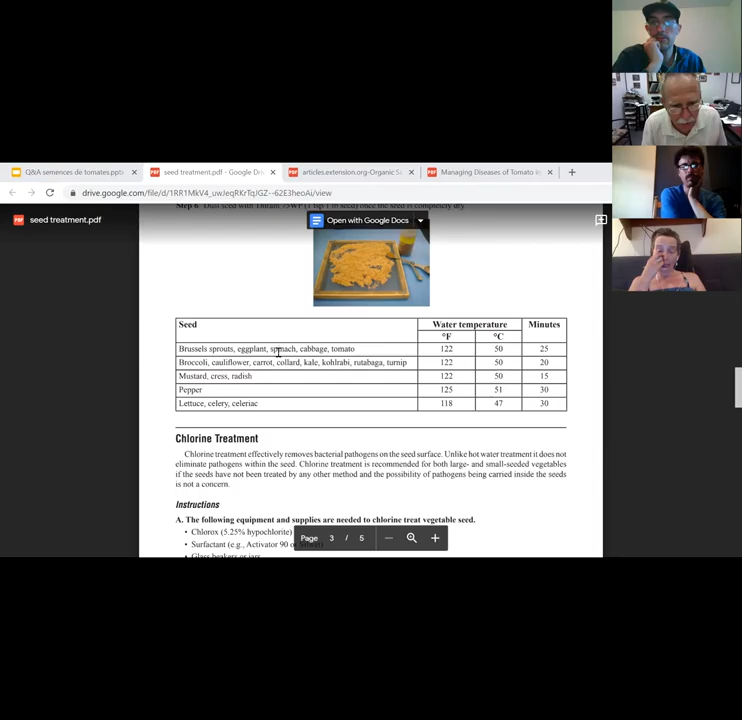 Q&A semences de tomates.pptx
seed treatment.pdf - Google Dri
articles.extension.org-Organic S
Managing Diseases of Tomato
drive.google.com/file/d/
/view
seed treatment.pdf
Open with Google Docs
Seed Water temperature Minutes
°F °C
Brussels sprouts, eggplant, spinach, cabbage, tomato 122 50 25
Broccoli, cauliflower, carrot, collard, kale, kohlrabi, rutabaga, turnip 122 50 20
Mustard, cress, radish 122 50 15
Pepper 125 51 30
Lettuce, celery, celeriac 118 47 30
Chlorine Treatment
Chlorine treatment effectively removes bacterial pathogens on the seed surface. Unlike hot water treatment it does not
eliminate pathogens within the seed. Chlorine treatment is recommended for both large- and small-seeded vegetables
if the seeds have not been treated by any other method and the possibility of pathogens being carried inside the seeds
is not a concern.
Instructions
A. The following equipment and supplies are needed to chlorine treat vegetable seed.
• Chlorox (5.25% hypochlorite)
• Surfactant (e.g., Activator 90 o
• Glass beakers or jars
Page 3 / 5